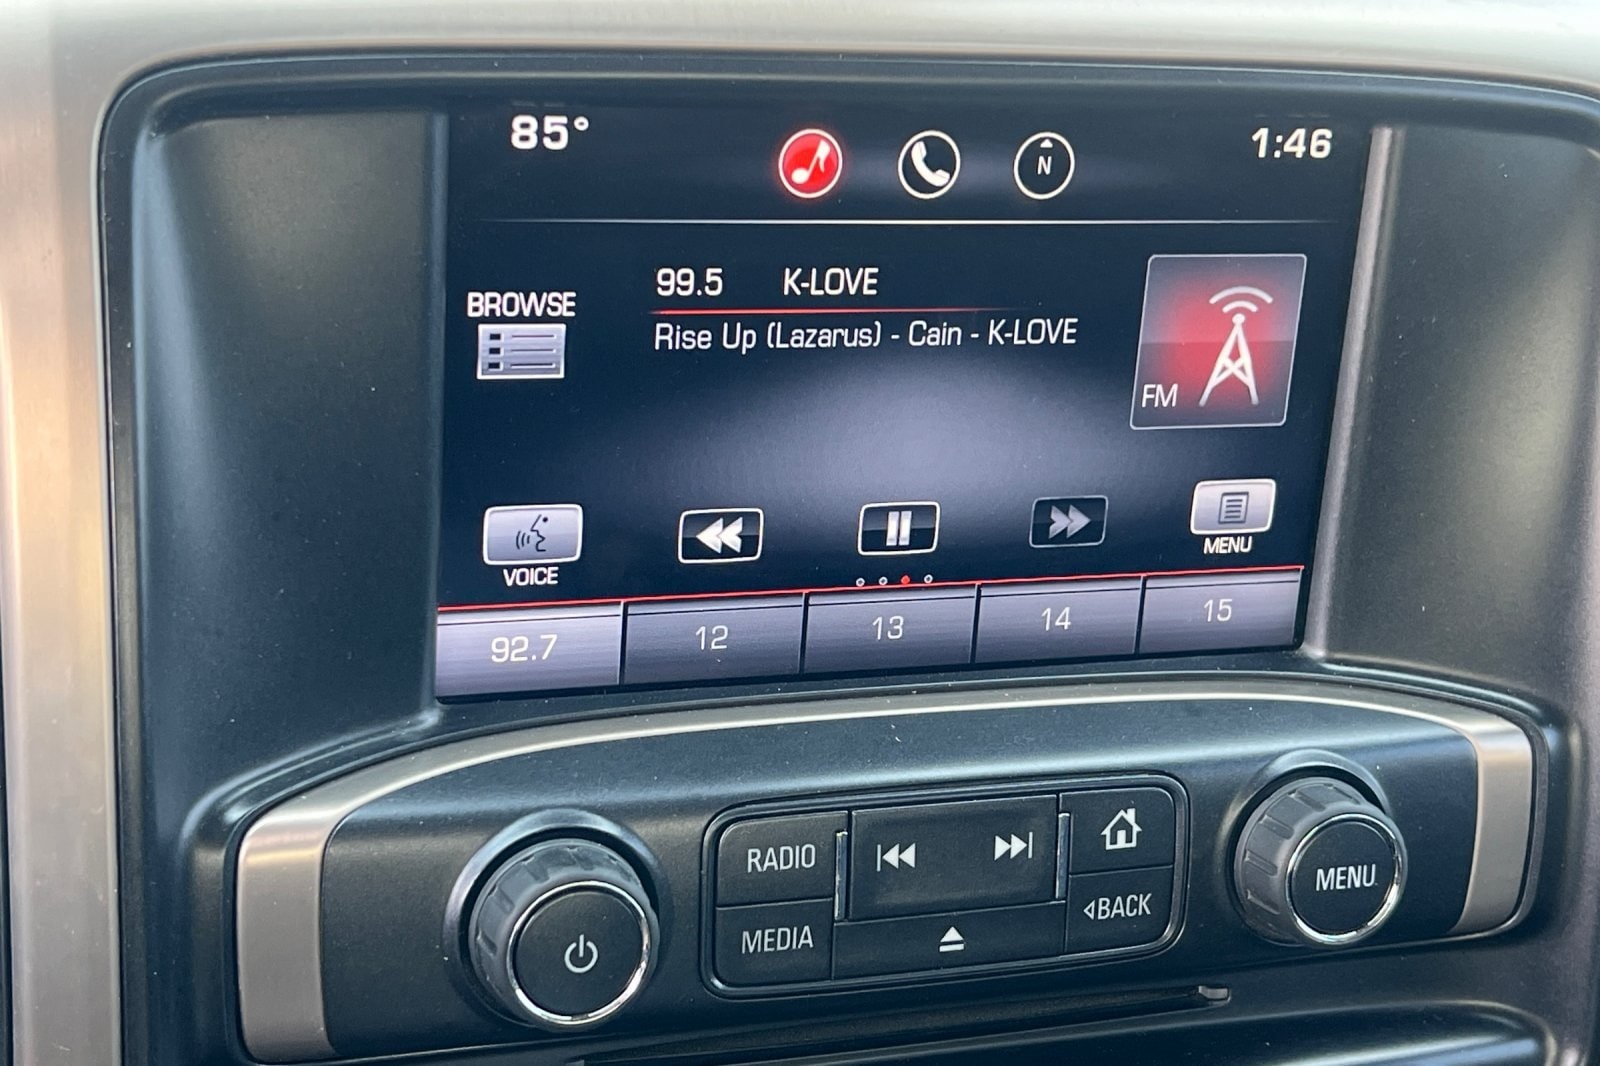 85°
N
1:46
99.5 K-LOVE
BROWSE
Rise Up (Lazarus) - Cain - K-LOVE
FM
VOICE
MENU
92.7
12
13
14
15
RADIO
MEDIA
BACK
MENU